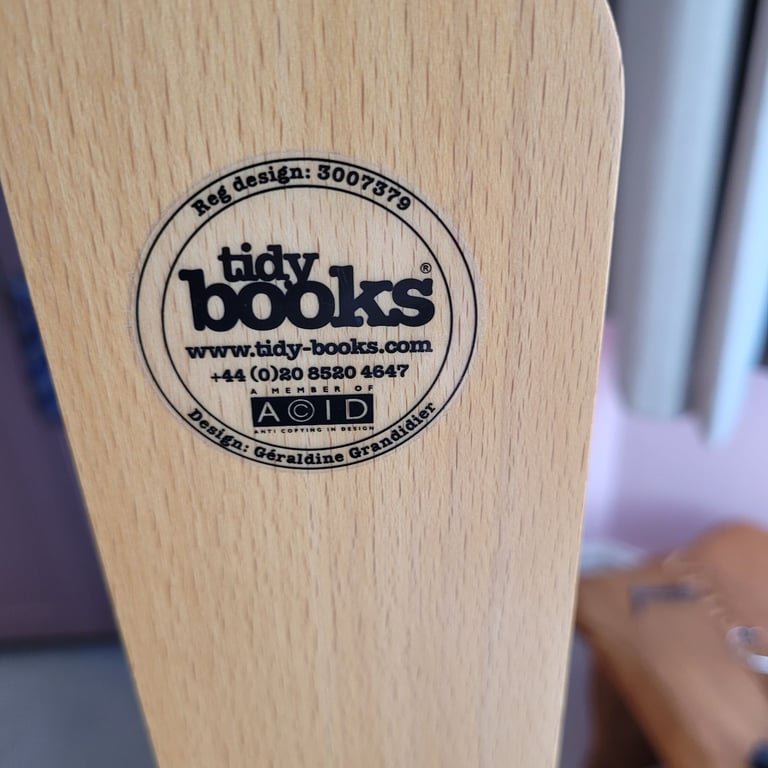 Reg design: 3007379
tidy
books®
www.tidy-books.com
+44 (0)20 8520 4647
A MEMBER OF
A©ID
ANTI COPYING IN DESIGN
Design: Géraldine Grandidier